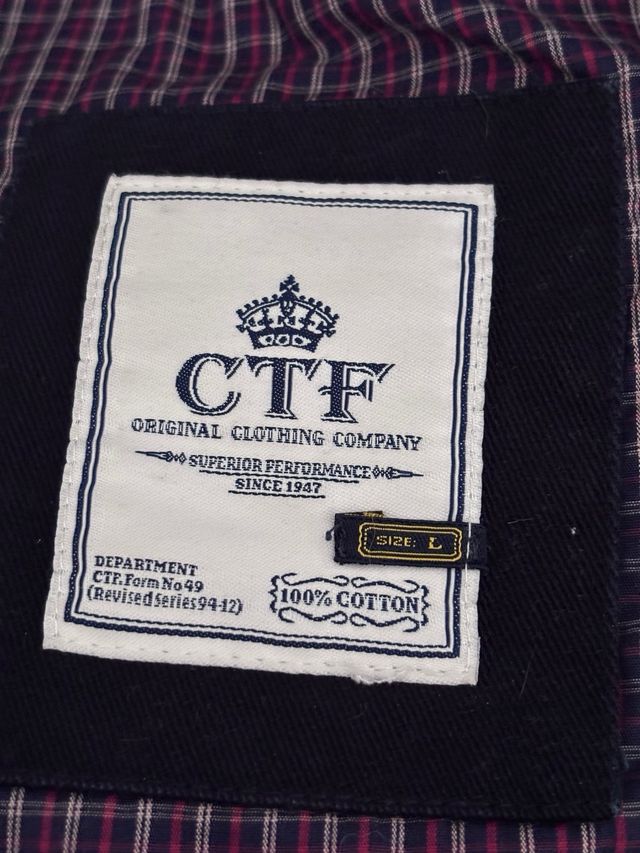 CTF
ORIGINAL CLOTHING COMPANY
SUPERIOR PERFORMANCE
SINCE 1947
SIZE: L
DEPARTMENT
CTF. Form No 49
(Revised Series 94-12)
100% COTTON